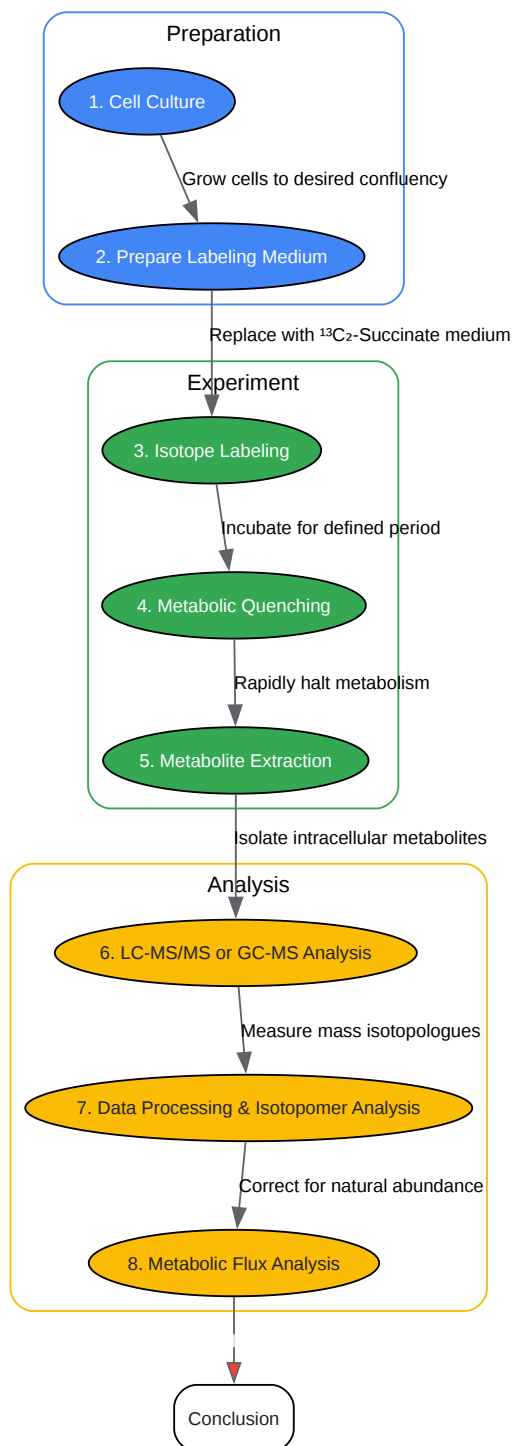 Preparation
1. Cell Culture
Grow cells to desired confluency
2. Prepare Labeling Medium
Replace with ¹³C₂-Succinate medium
Experiment
3. Isotope Labeling
Incubate for defined period
4. Metabolic Quenching
Rapidly halt metabolism
5. Metabolite Extraction
Isolate intracellular metabolites
Analysis
6. LC-MS/MS or GC-MS Analysis
Measure mass isotopologues
7. Data Processing & Isotopomer Analysis
Correct for natural abundance
8. Metabolic Flux Analysis
Conclusion